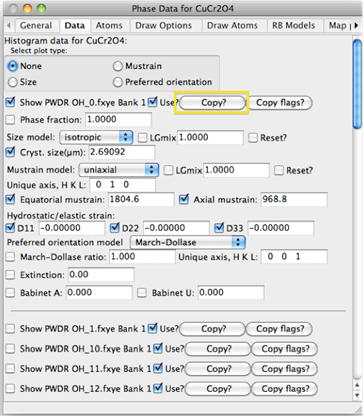 Phase Data for CuCr2O4:
General Data Atoms Draw Options Draw Atoms RB Models Map p
Histogram data for CuCr2O4:
Select plot type:
None Mustrain
Size Preferred orientation
Show PWDR OH_0.fxye Bank 1 Use? Copy? Copy flags?
Phase fraction: 1.0000
Size model: isotropic LGmix 1.0000 Reset?
Cryst. size(μm): 2.69092
Mustrain model: uniaxial LGmix 1.0000 Reset?
Unique axis, H K L: 0 1 0
Equatorial mustrain: 1804.6 Axial mustrain: 968.8
Hydrostatic/elastic strain:
D11 -0.00000 D22 -0.00000 D33 -0.00000
Preferred orientation model March-Dollase
March-Dollase ratio: 1.000 Unique axis, H K L: 0 0 1
Extinction: 0.00
Babinet A: 0.000 Babinet U: 0.000
Show PWDR OH_1.fxye Bank 1 Use? Copy? Copy flags?
Show PWDR OH_10.fxye Bank 1 Use? Copy? Copy flags?
Show PWDR OH_11.fxye Bank 1 Use? Copy? Copy flags?
Show PWDR OH_12.fxye Bank 1 Use? Copy? Copy flags?